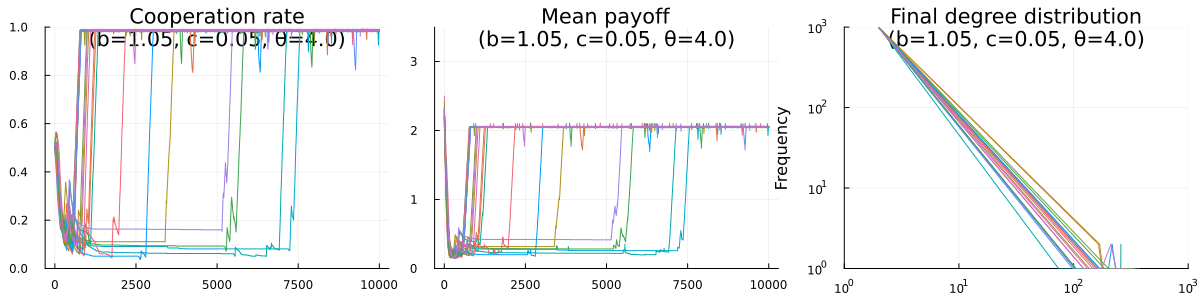 Cooperation rate
(b=1.05, c=0.05, θ=4.0)
1.0
0.8
0.6
0.4
0.2
0.0
0 2500 5000 7500 10000
Mean payoff
(b=1.05, c=0.05, θ=4.0)
3
2
1
0
0 2500 5000 7500 10000
Final degree distribution
(b=1.05, c=0.05, θ=4.0)
Frequency
10³
10²
10¹
10⁰
10⁰ 10¹ 10² 10³